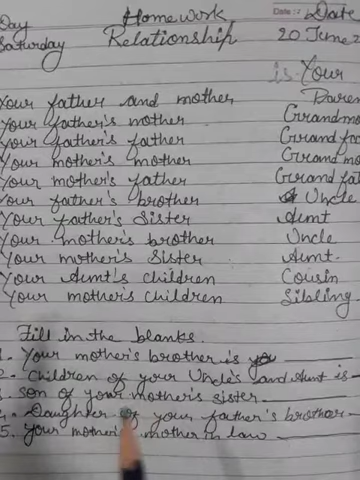 Day Home Work Date
Saturday Relationship 20 June 2
is Your
Your father and mother Paren
Your father's mother Grandmo
Your father's father Grand fa
Your mother's mother Grand mo
Your mother's father Grand fat
Your father's brother Uncle
Your father's Sister Aunt
Your mother's brother Uncle
Your mother's Sister Aunt.
Your Aunt's children Cousin
Your mother's children Sibling
Fill in the blanks.
1. Your mother's brother is
2. Children of your Uncle's and Aunt is
3. son of your mother's sister
4. Daughter of your father's brother
5. Your mother's mother in law